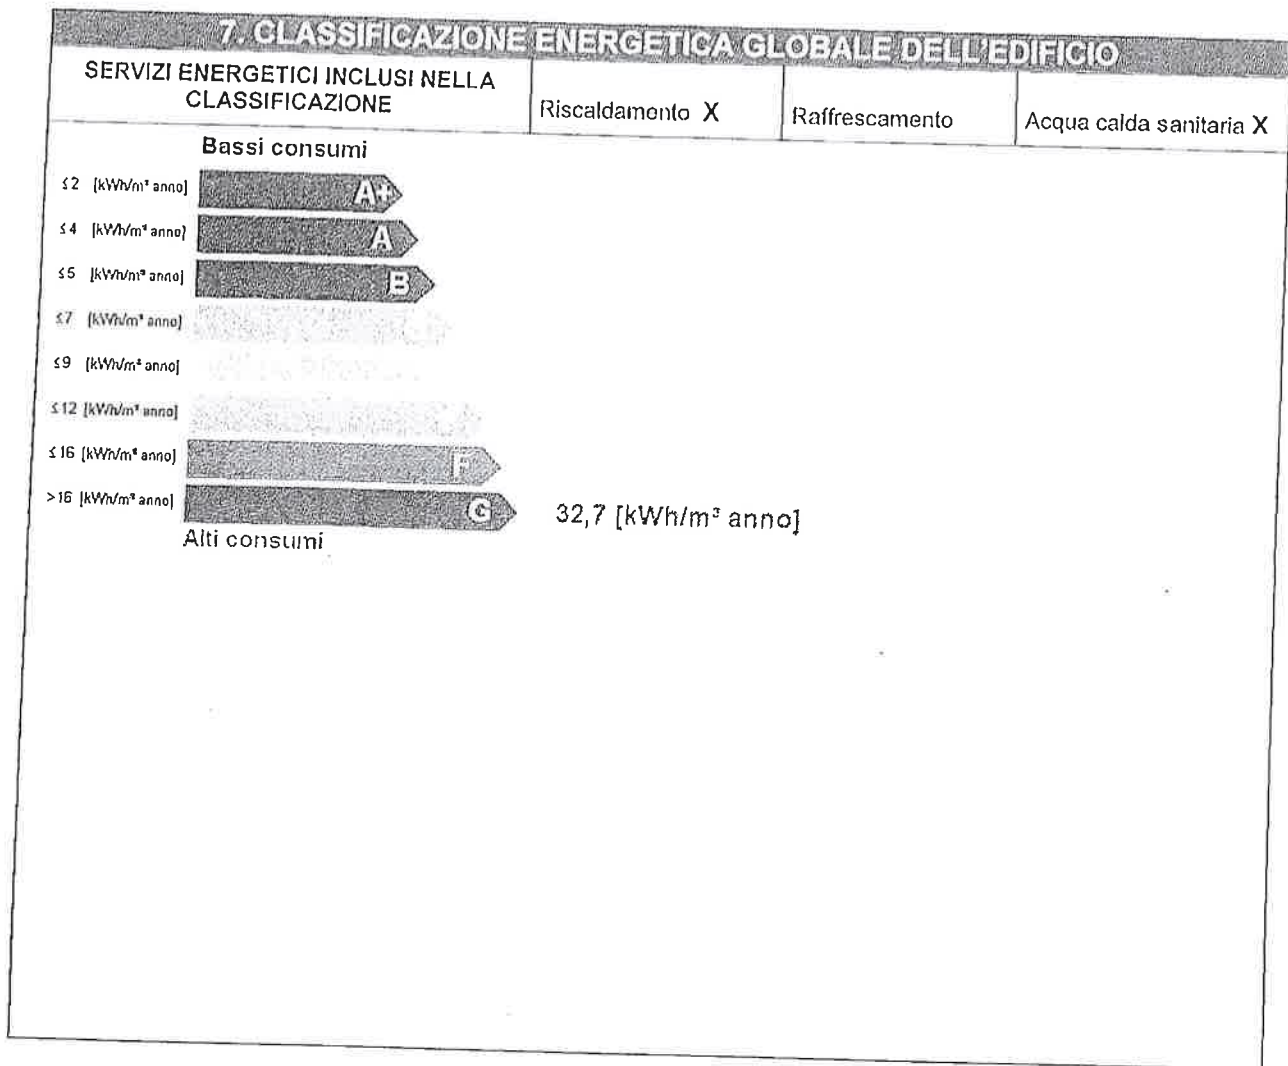 7. CLASSIFICAZIONE ENERGETICA GLOBALE DELL'EDIFICIO
SERVIZI ENERGETICI INCLUSI NELLA
CLASSIFICAZIONE
Riscaldamento X
Raffrescamento
Acqua calda sanitaria X
Bassi consumi
≤2 [kWh/m³ anno] A+
≤4 [kWh/m³ anno] A
≤5 [kWh/m³ anno] B
≤7 [kWh/m³ anno]
≤9 [kWh/m³ anno]
≤12 [kWh/m³ anno]
≤16 [kWh/m³ anno] F
>16 [kWh/m³ anno] G
32,7 [kWh/m³ anno]
Alti consumi